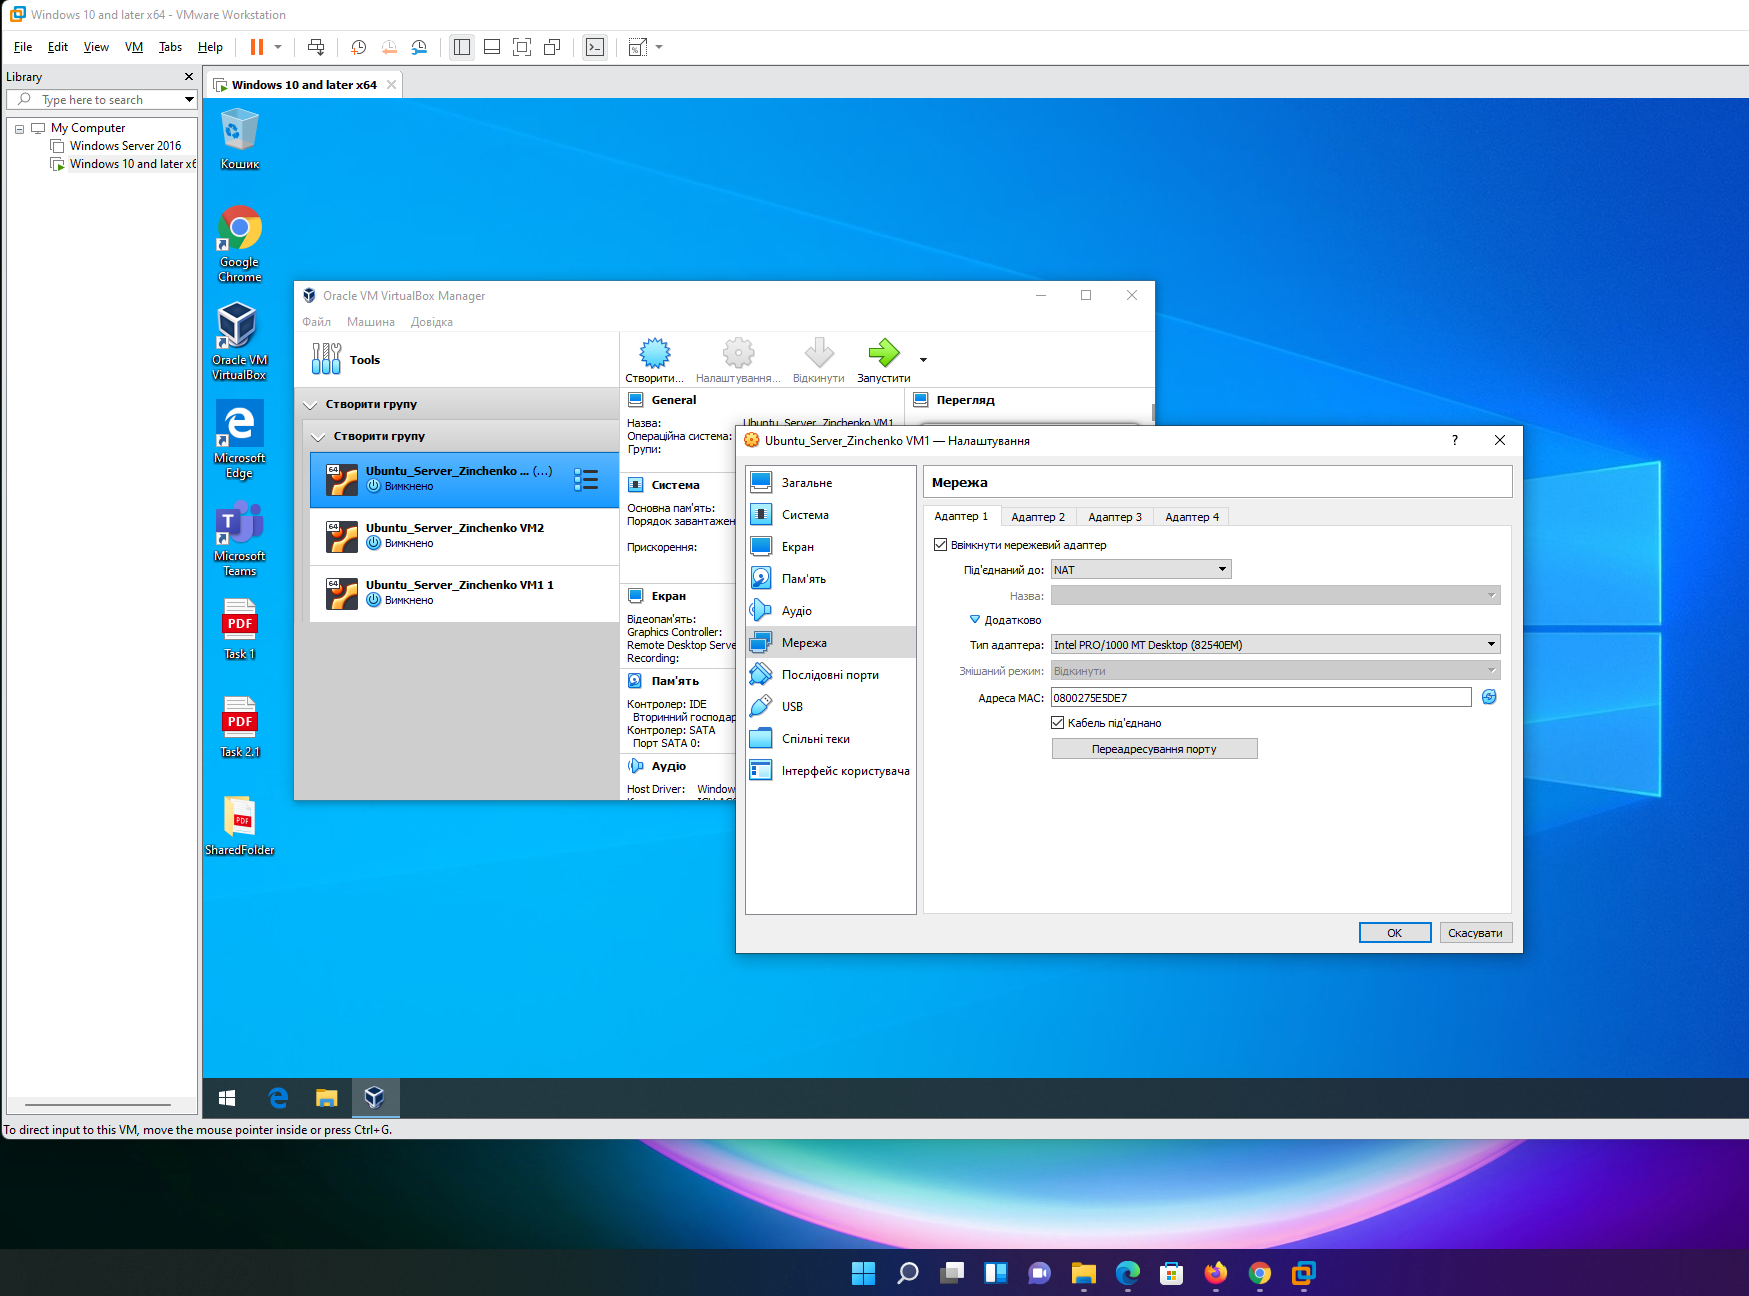 Windows 10 and later x64 - VMware Workstation
File Edit View VM Tabs Help
Library
Type here to search
My Computer
Windows Server 2016
Windows 10 and later x6
Windows 10 and later x64
Кошик
Google Chrome
Oracle VM VirtualBox
Microsoft Edge
Microsoft Teams
PDF
Task 1
PDF
Task 2.1
PDF
SharedFolder
Oracle VM VirtualBox Manager
Файл Машина Довідка
Tools
Створити... Налаштування... Відкинути Запустити
Створити групу
Створити групу
64
Ubuntu_Server_Zinchenko ... (...)
Вимкнено
64
Ubuntu_Server_Zinchenko VM2
Вимкнено
64
Ubuntu_Server_Zinchenko VM1 1
Вимкнено
General
Назва: Ubuntu_Server_Zinchenko VM1
Операційна система:
Групи:
Перегляд
Система
Основна пам'ять:
Порядок завантажен
Прискорення:
Екран
Відеопам'ять:
Graphics Controller:
Remote Desktop Serve
Recording:
Пам'ять
Контролер: IDE
Вторинний господар
Контролер: SATA
Порт SATA 0:
Аудіо
Host Driver: Window
Ubuntu_Server_Zinchenko VM1 — Налаштування
?
Загальне
Система
Екран
Пам'ять
Аудіо
Мережа
Послідовні порти
USB
Спільні теки
Інтерфейс користувача
Мережа
Адаптер 1 Адаптер 2 Адаптер 3 Адаптер 4
Ввімкнути мережевий адаптер
Під'єднаний до: NAT
Назва:
Додатково
Тип адаптера: Intel PRO/1000 MT Desktop (82540EM)
Змішаний режим: Відкинути
Адреса MAC: 0800275E5DE7
Кабель під'єднано
Переадресування порту
OK Скасувати
To direct input to this VM, move the mouse pointer inside or press Ctrl+G.